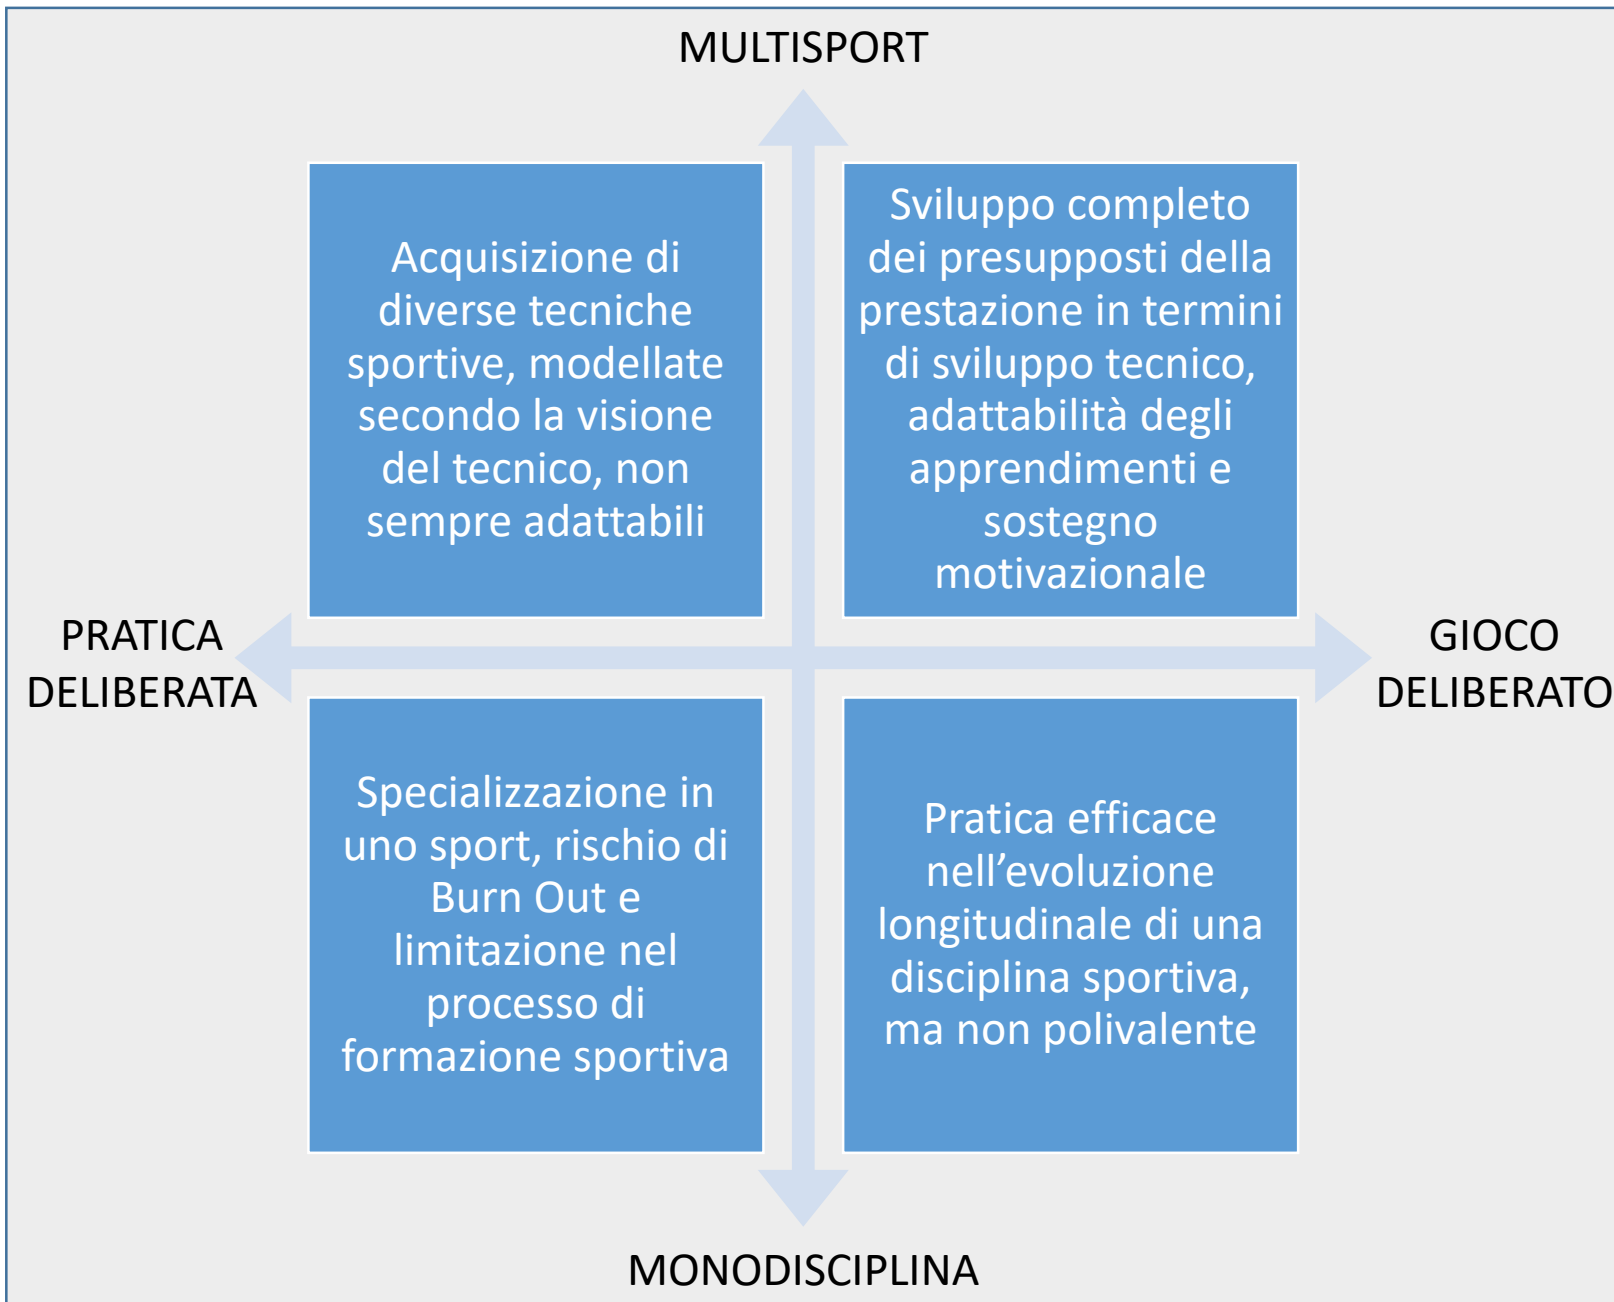 MULTISPORT
Acquisizione di
diverse tecniche
sportive, modellate
secondo la visione
del tecnico, non
sempre adattabili
Sviluppo completo
dei presupposti della
prestazione in termini
di sviluppo tecnico,
adattabilità degli
apprendimenti e
sostegno
motivazionale
PRATICA
DELIBERATA
GIOCO
DELIBERATO
Specializzazione in
uno sport, rischio di
Burn Out e
limitazione nel
processo di
formazione sportiva
Pratica efficace
nell’evoluzione
longitudinale di una
disciplina sportiva,
ma non polivalente
MONODISCIPLINA